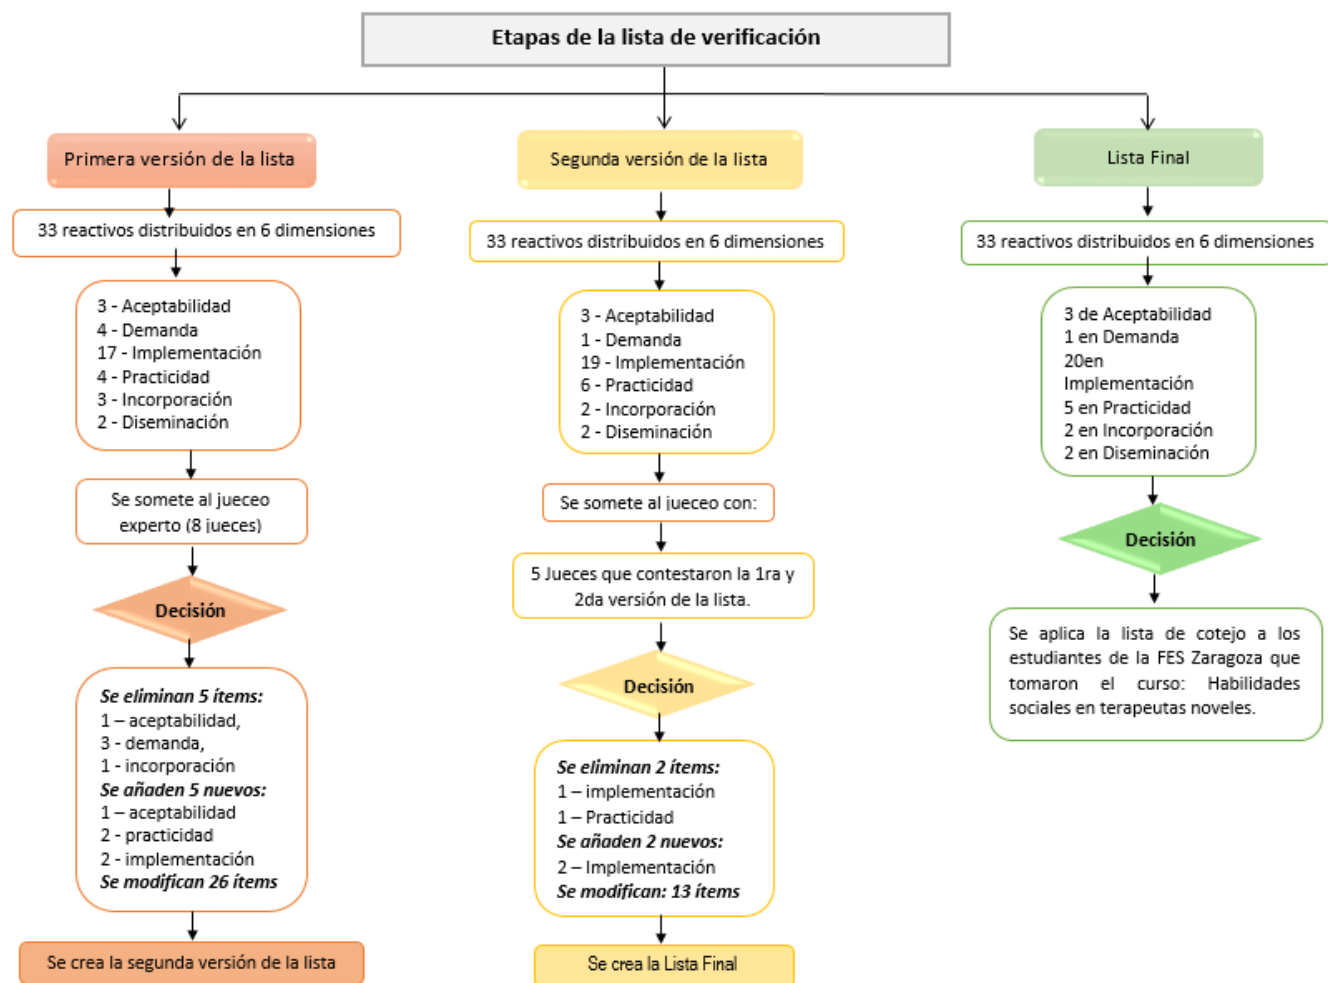 Etapas de la lista de verificación
Primera versión de la lista
33 reactivos distribuidos en 6 dimensiones
3 - Aceptabilidad
4 - Demanda
17 - Implementación
4 - Practicidad
3 - Incorporación
2 - Diseminación
Se somete al jueceo
experto (8 jueces)
Decisión
Se eliminan 5 ítems:
1 – aceptabilidad,
3 - demanda,
1 - incorporación
Se añaden 5 nuevos:
1 – aceptabilidad
2 - practicidad
2 - implementación
Se modifican 26 ítems
Se crea la segunda versión de la lista
Segunda versión de la lista
33 reactivos distribuidos en 6 dimensiones
3 - Aceptabilidad
1 - Demanda
19 - Implementación
6 - Practicidad
2 - Incorporación
2 - Diseminación
Se somete al jueceo con:
5 Jueces que contestaron la 1ra y
2da versión de la lista.
Decisión
Se eliminan 2 ítems:
1 – implementación
1 – Practicidad
Se añaden 2 nuevos:
2 – Implementación
Se modifican: 13 ítems
Se crea la Lista Final
Lista Final
33 reactivos distribuidos en 6 dimensiones
3 de Aceptabilidad
1 en Demanda
20en
Implementación
5 en Practicidad
2 en Incorporación
2 en Diseminación
Decisión
Se aplica la lista de cotejo a los
estudiantes de la FES Zaragoza que
tomaron el curso: Habilidades
sociales en terapeutas noveles.